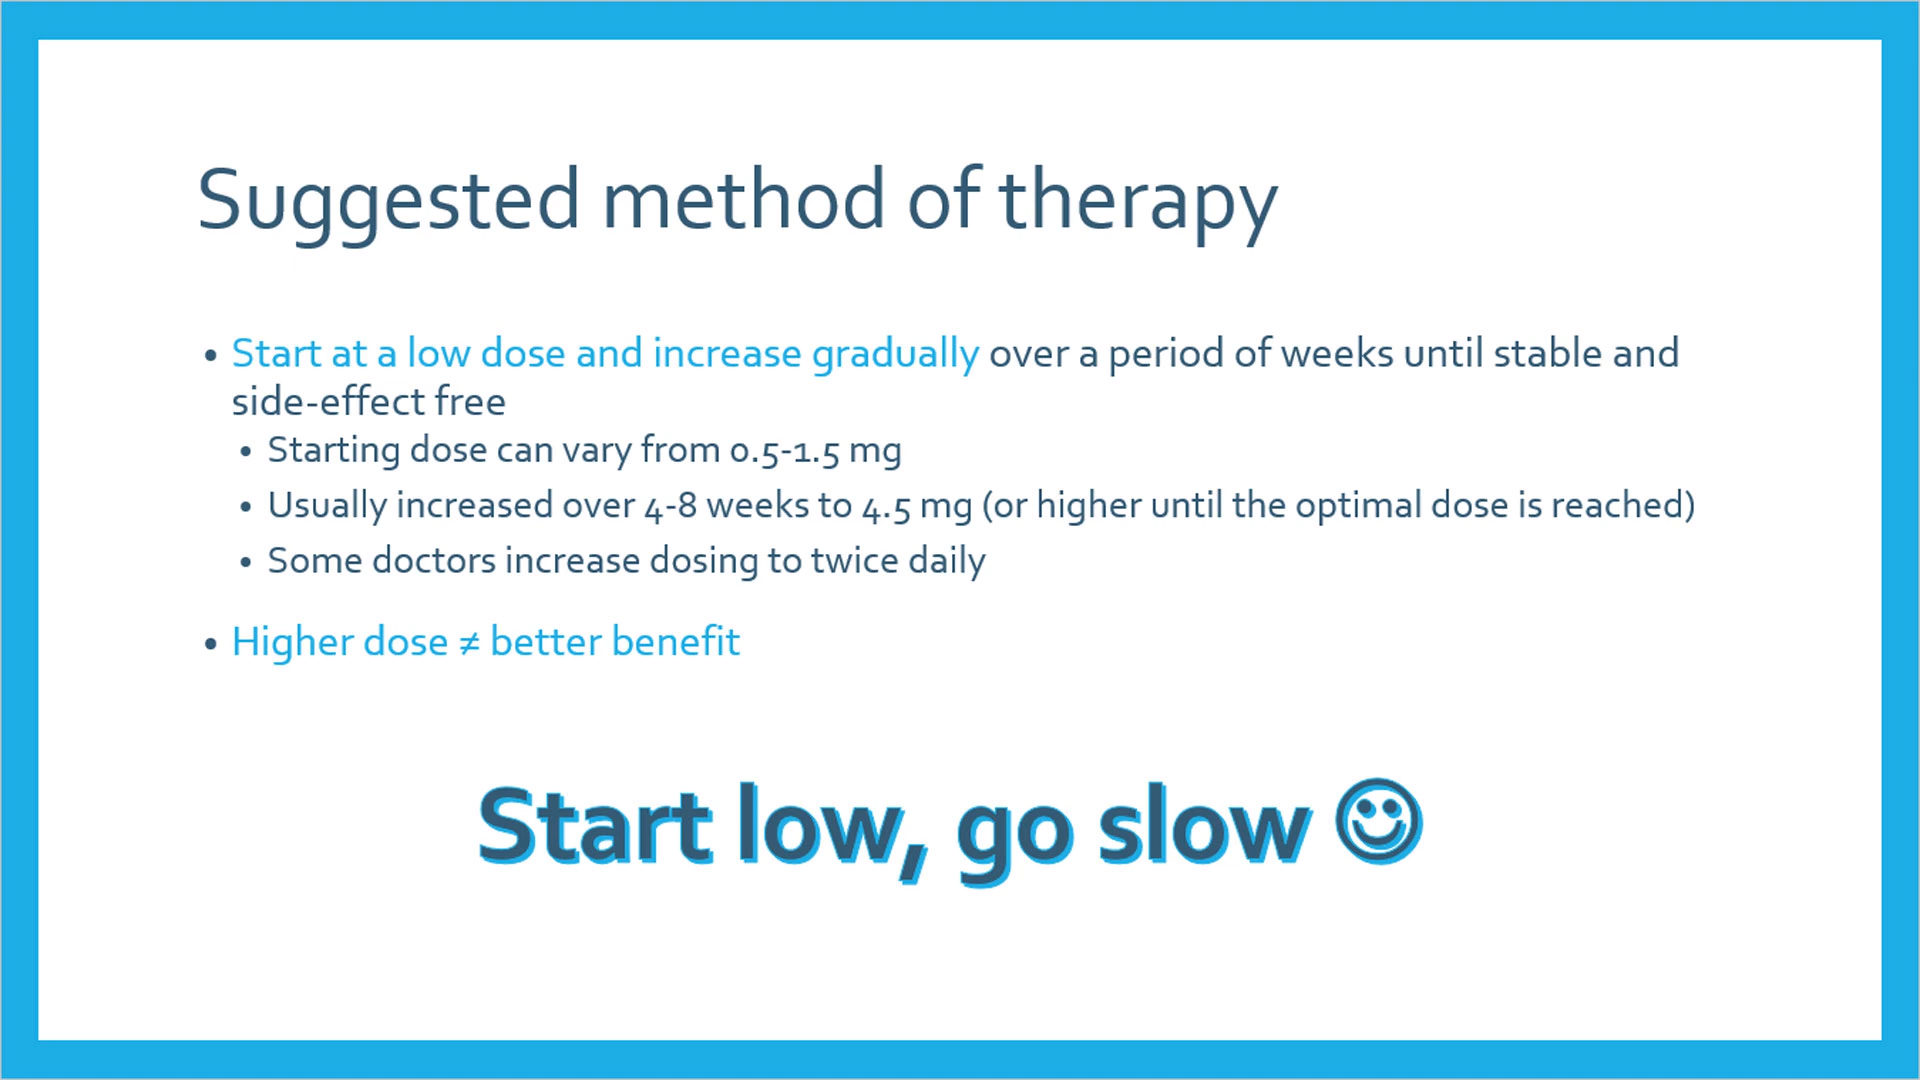 Suggested method of therapy
• Start at a low dose and increase gradually over a period of weeks until stable and
side-effect free
• Starting dose can vary from 0.5-1.5 mg
• Usually increased over 4-8 weeks to 4.5 mg (or higher until the optimal dose is reached)
• Some doctors increase dosing to twice daily
• Higher dose ≠ better benefit
Start low, go slow ☺